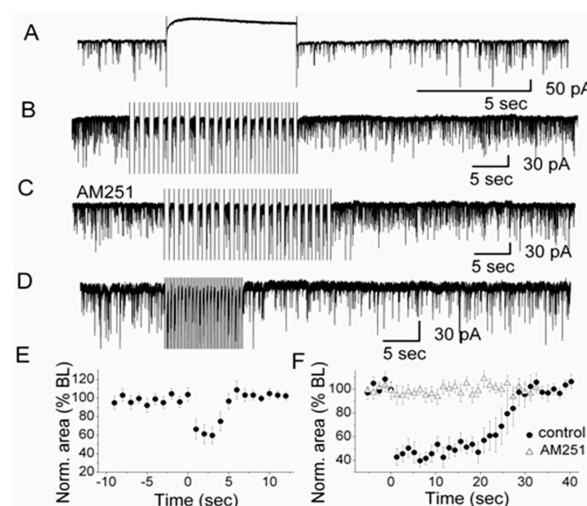 A
50 pA
5 sec
B
30 pA
5 sec
C
AM251
30 pA
5 sec
D
30 pA
5 sec
E
Norm. area (% BL)
120
100
80
60
40
20
-10
-5
0
5
10
Time (sec)
F
Norm. area (% BL)
100
80
60
40
0
10
20
30
40
Time (sec)
control
AM251